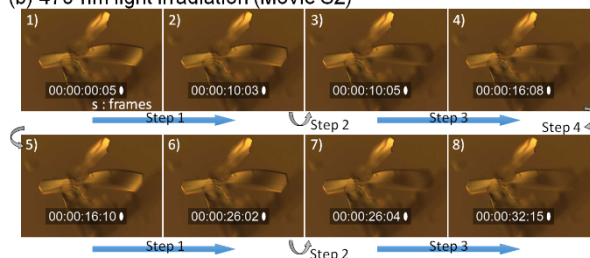 (b) 470 nm light irradiation (Movie S2)
1) 2) 3) 4)
00:00:00:05 00:00:10:03 00:00:10:05 00:00:16:08
s : frames
Step 1 Step 2 Step 3 Step 4
5) 6) 7) 8)
00:00:16:10 00:00:26:02 00:00:26:04 00:00:32:15
Step 1 Step 2 Step 3